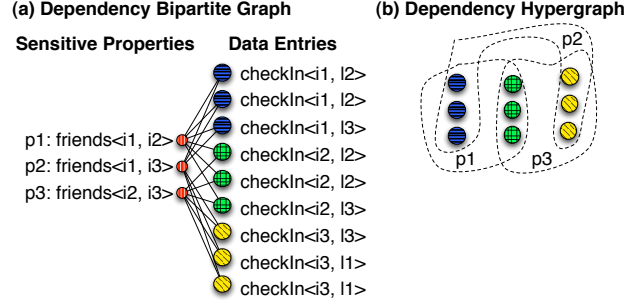 (a) Dependency Bipartite Graph
Sensitive Properties
Data Entries
checkIn<i1, l2>
checkIn<i1, l2>
checkIn<i1, l3>
checkIn<i2, l2>
checkIn<i2, l2>
checkIn<i2, l3>
checkIn<i3, l3>
checkIn<i3, l1>
checkIn<i3, l1>
p1: friends<i1, i2>
p2: friends<i1, i3>
p3: friends<i2, i3>
(b) Dependency Hypergraph
p2
p1
p3